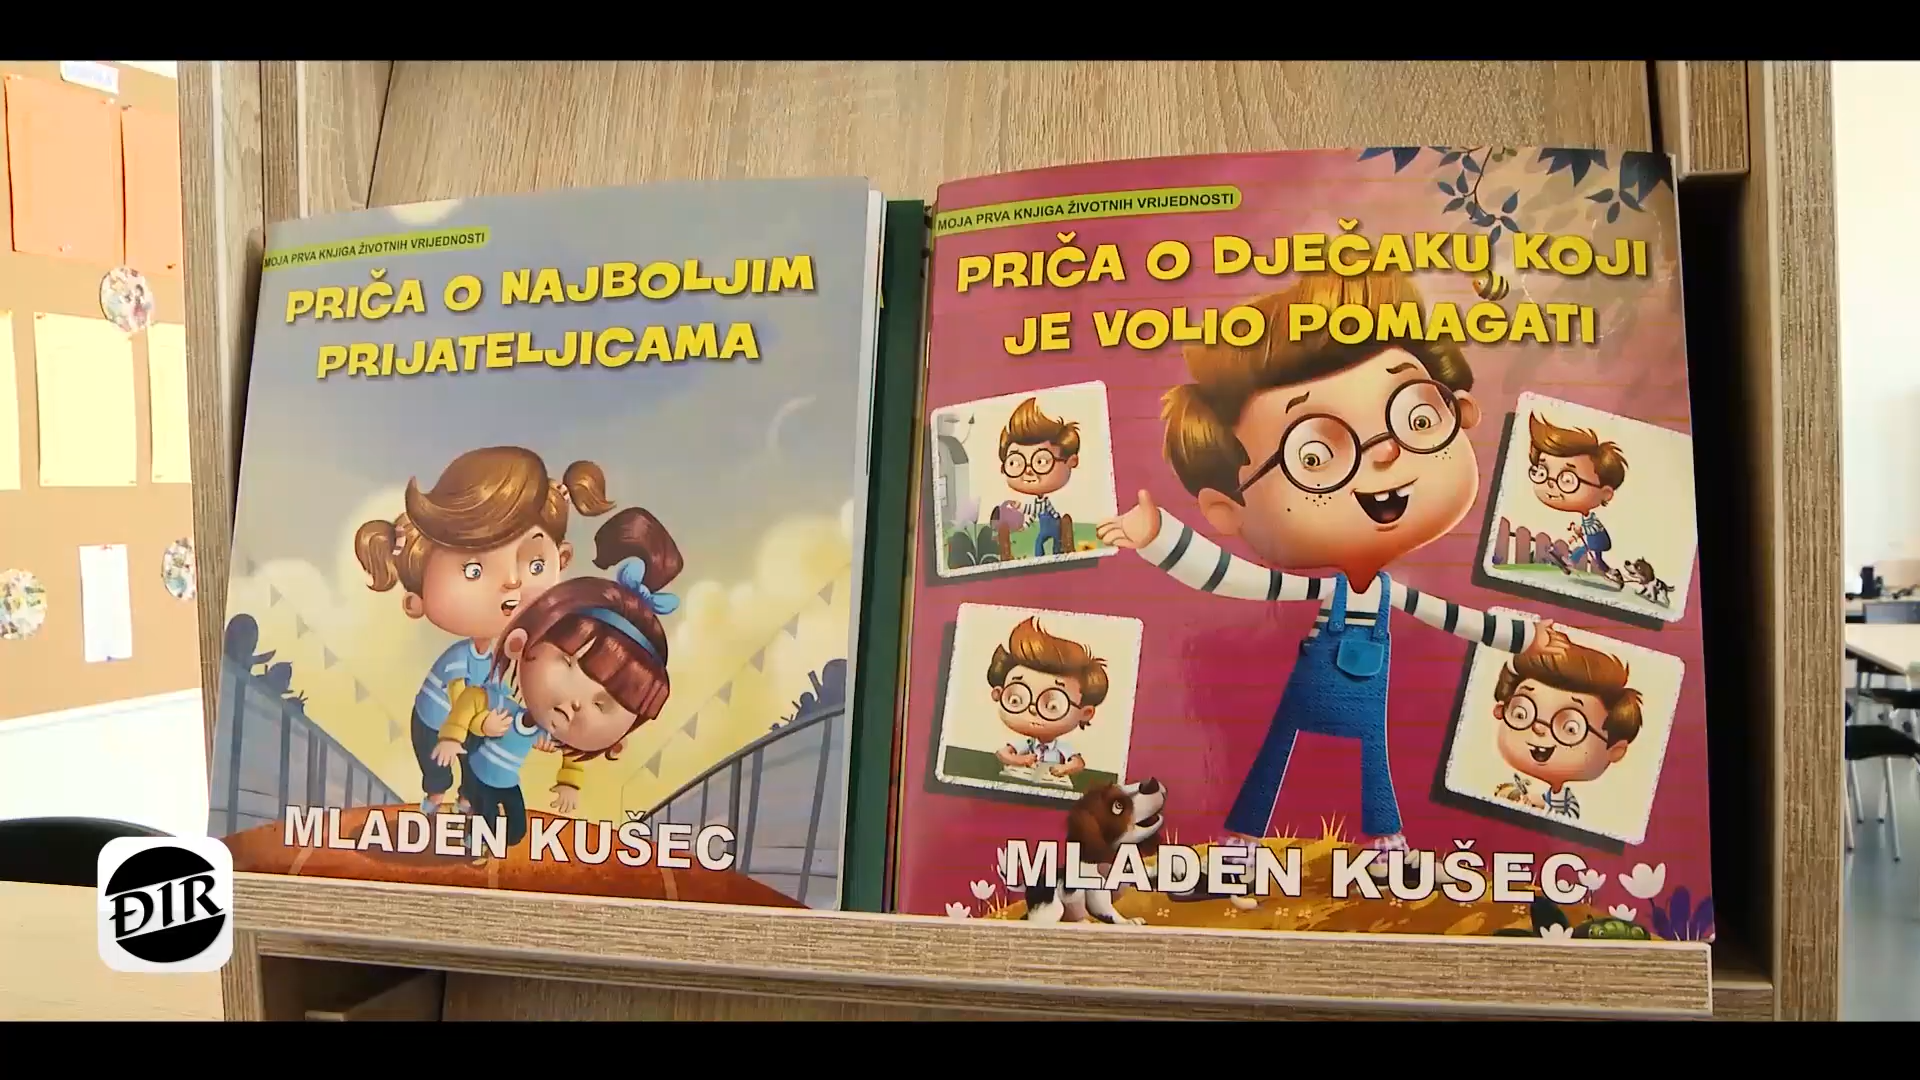 MOJA PRVA KNJIGA ŽIVOTNIH VRIJEDNOSTI
PRIČA O NAJBOLJIM
PRIJATELJICAMA
MLADEN KUŠEC
MOJA PRVA KNJIGA ŽIVOTNIH VRIJEDNOSTI
PRIČA O DJEČAKU KOJI
JE VOLIO POMAGATI
MLADEN KUŠEC
ĐIR